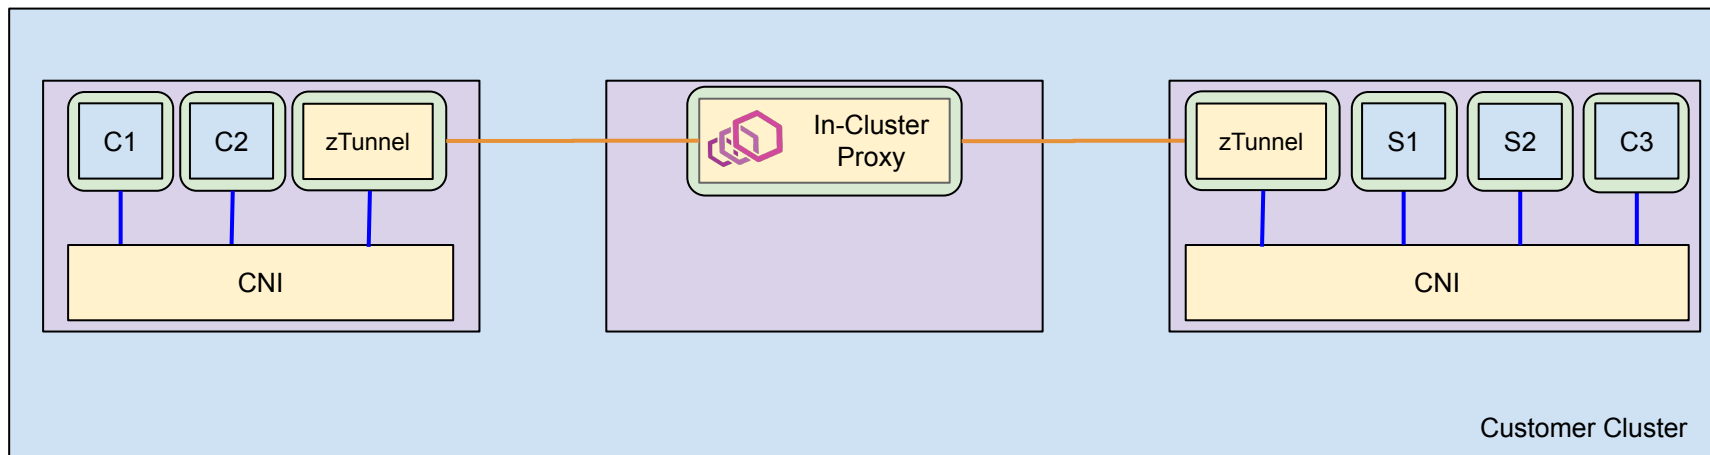 C1
C2
zTunnel
CNI
In-Cluster
Proxy
zTunnel
S1
S2
C3
CNI
Customer Cluster